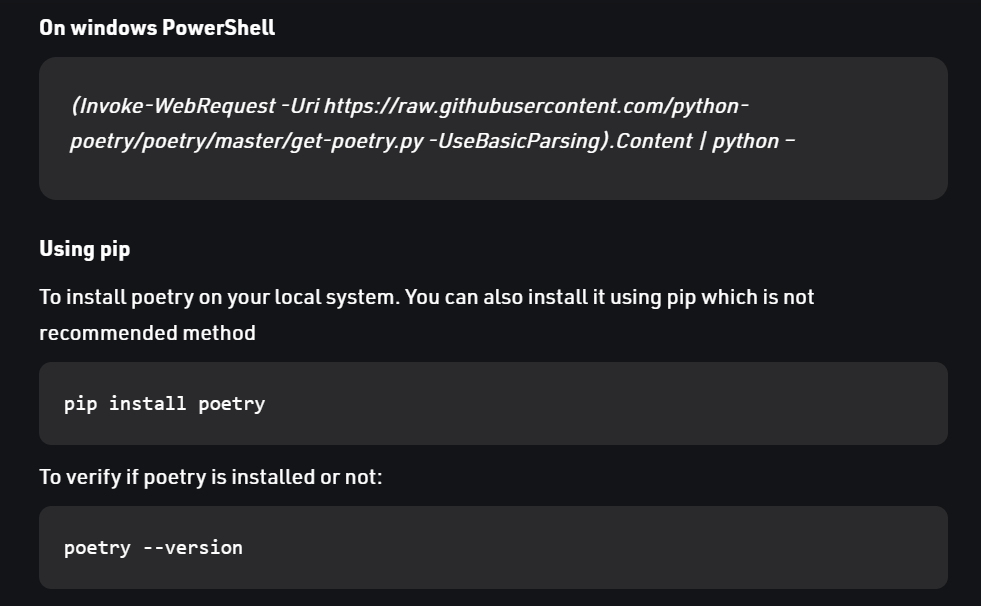 On windows PowerShell
(Invoke-WebRequest -Uri https://raw.githubusercontent.com/python-
poetry/poetry/master/get-poetry.py -UseBasicParsing).Content | python –
Using pip
To install poetry on your local system. You can also install it using pip which is not
recommended method
pip install poetry
To verify if poetry is installed or not:
poetry --version